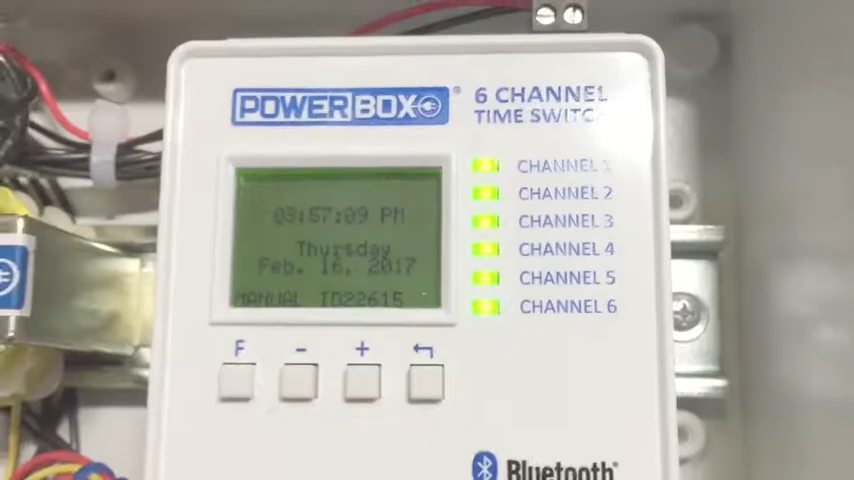 POWERBOX®
6 CHANNEL
TIME SWITCH
03:57:09 PM
Thursday
Feb. 16, 2017
MANUAL ID22615
CHANNEL 1
CHANNEL 2
CHANNEL 3
CHANNEL 4
CHANNEL 5
CHANNEL 6
F - +
Bluetooth®